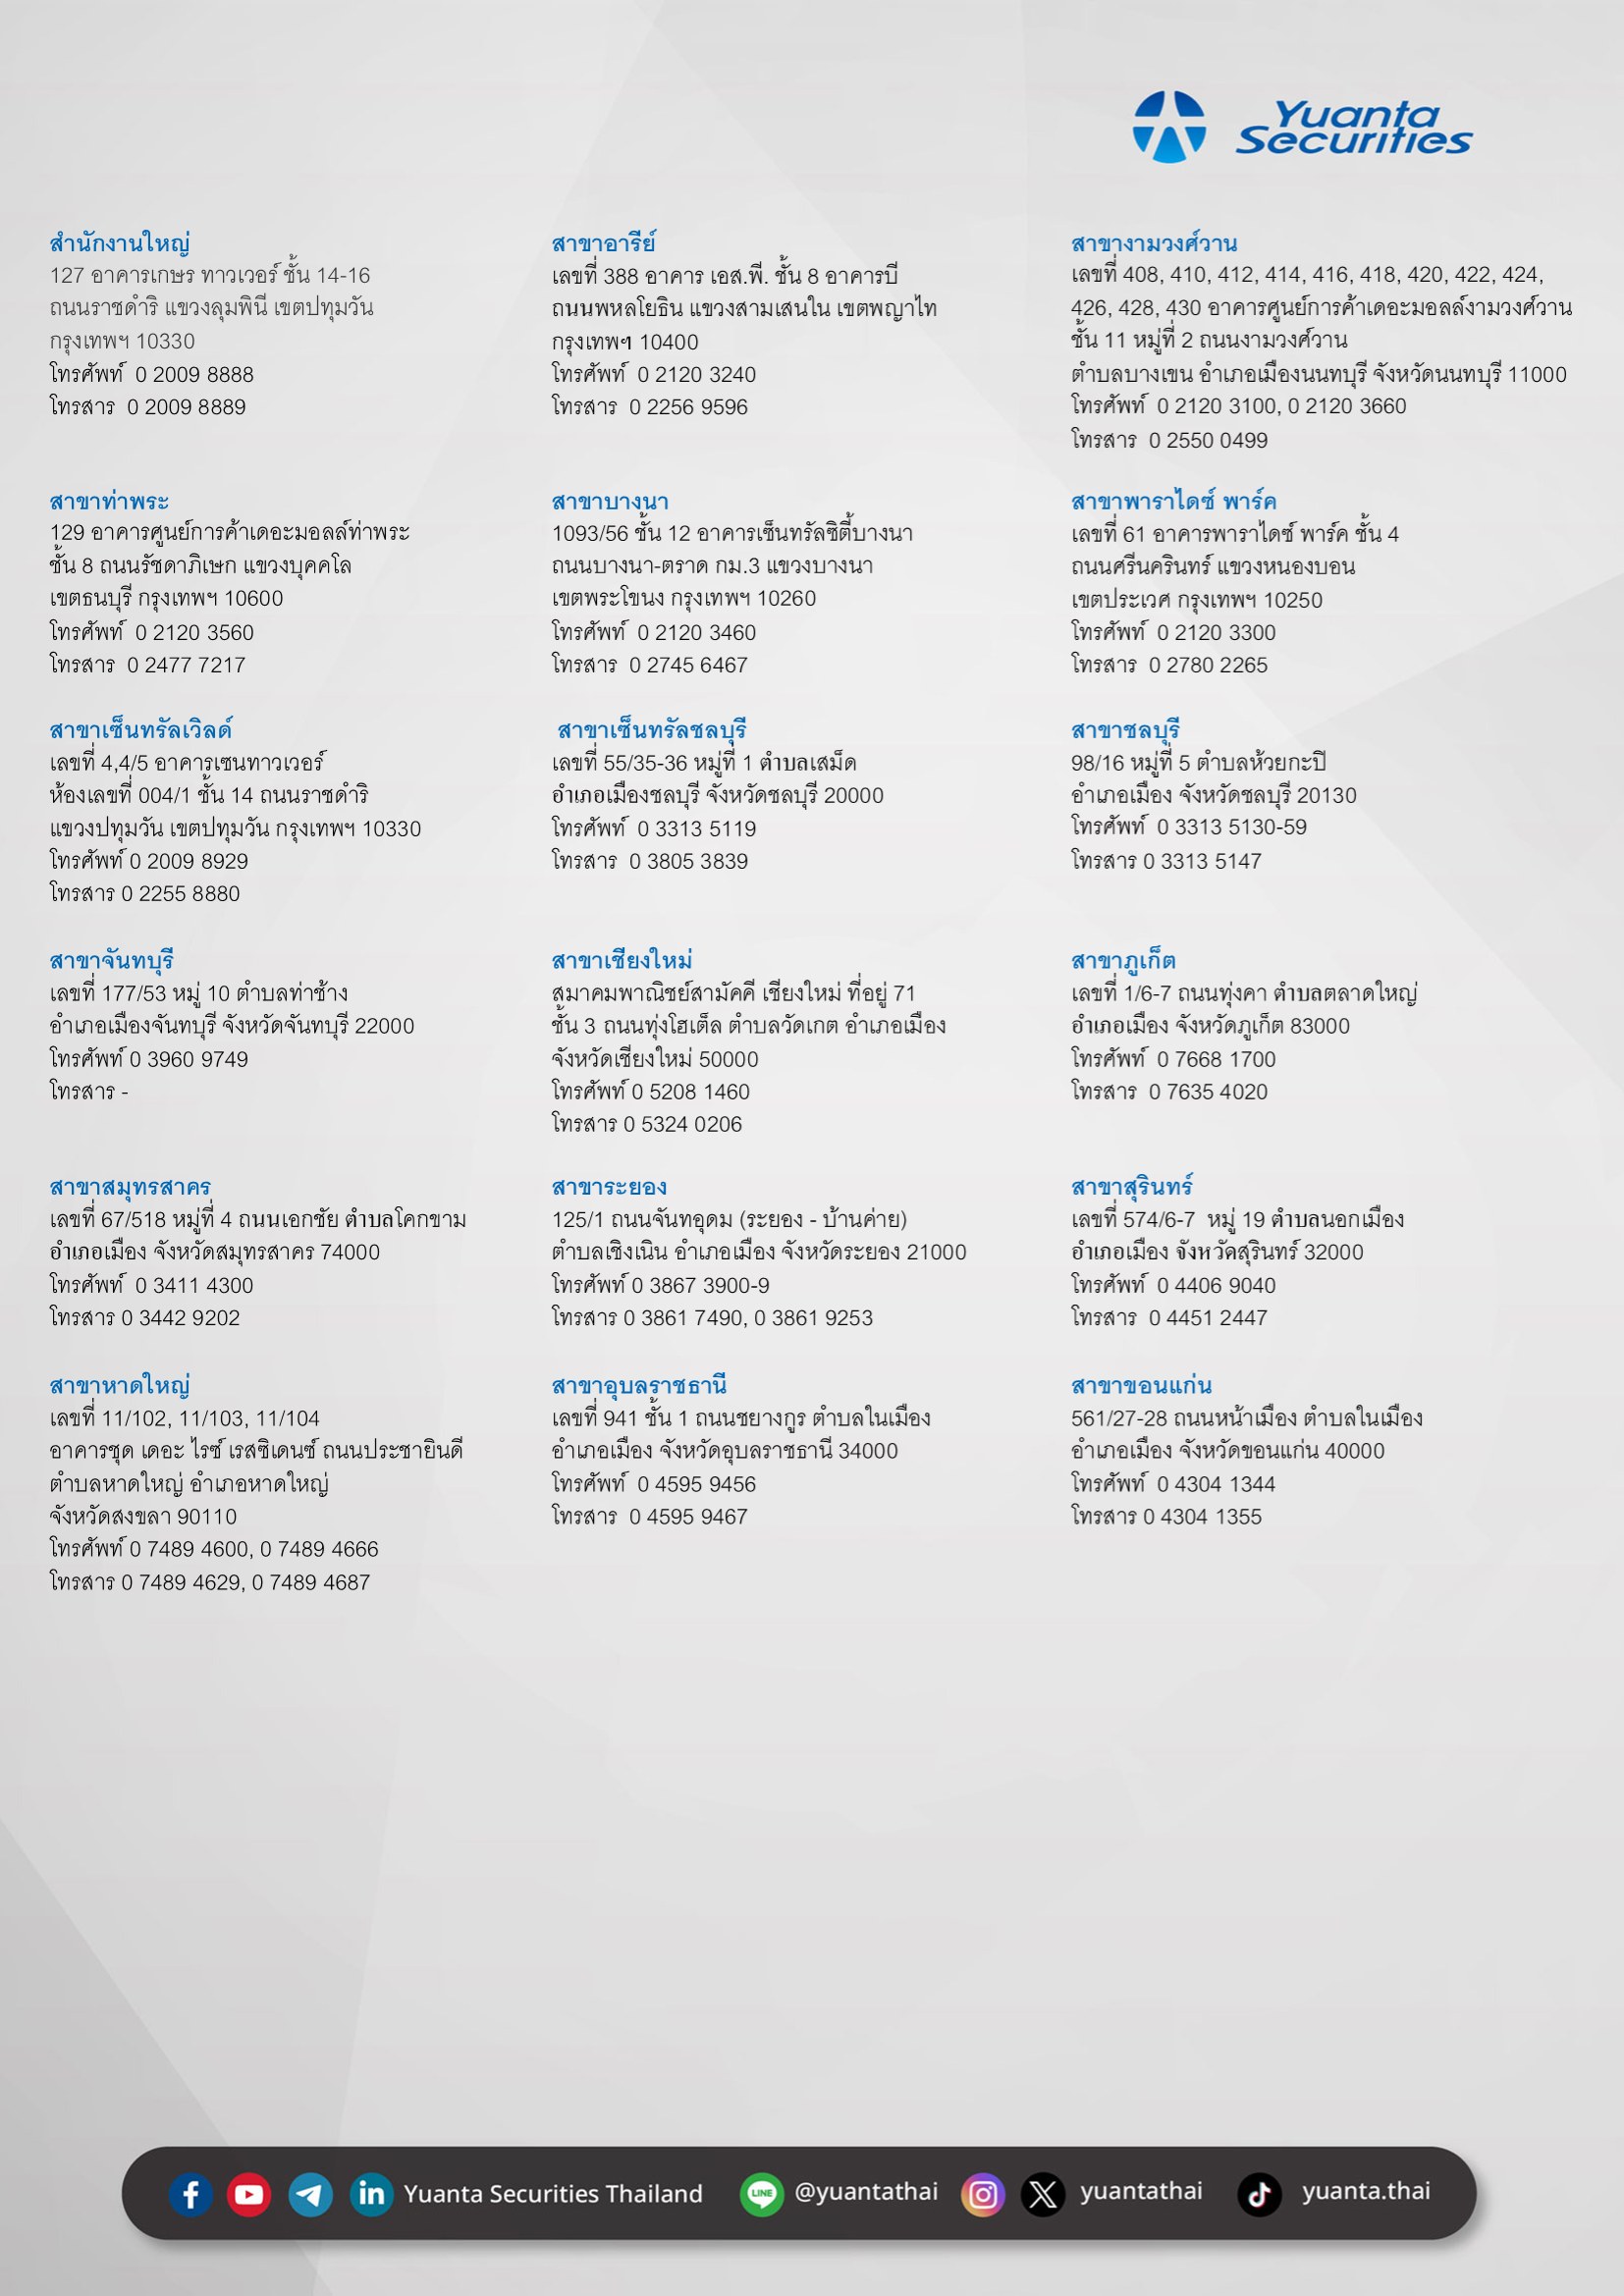 Yuanta
Securities
สำนักงานใหญ่
127 อาคารเกษร ทาวเวอร์ ชั้น 14-16
ถนนราชดำริ แขวงลุมพินี เขตปทุมวัน
กรุงเทพฯ 10330
โทรศัพท์ 0 2009 8888
โทรสาร 0 2009 8889
สาขาอารีย์
เลขที่ 388 อาคาร เอส.พี. ชั้น 8 อาคารบี
ถนนพหลโยธิน แขวงสามเสนใน เขตพญาไท
กรุงเทพฯ 10400
โทรศัพท์ 0 2120 3240
โทรสาร 0 2256 9596
สาขางามวงศ์วาน
เลขที่ 408, 410, 412, 414, 416, 418, 420, 422, 424,
426, 428, 430 อาคารศูนย์การค้าเดอะมอลล์งามวงศ์วาน
ชั้น 11 หมู่ที่ 2 ถนนงามวงศ์วาน
ตำบลบางเขน อำเภอเมืองนนทบุรี จังหวัดนนทบุรี 11000
โทรศัพท์ 0 2120 3100, 0 2120 3660
โทรสาร 0 2550 0499
สาขาท่าพระ
129 อาคารศูนย์การค้าเดอะมอลล์ท่าพระ
ชั้น 8 ถนนรัชดาภิเษก แขวงบุคคโล
เขตธนบุรี กรุงเทพฯ 10600
โทรศัพท์ 0 2120 3560
โทรสาร 0 2477 7217
สาขาบางนา
1093/56 ชั้น 12 อาคารเซ็นทรัลซิตี้บางนา
ถนนบางนา-ตราด กม.3 แขวงบางนา
เขตพระโขนง กรุงเทพฯ 10260
โทรศัพท์ 0 2120 3460
โทรสาร 0 2745 6467
สาขาพาราไดซ์ พาร์ค
เลขที่ 61 อาคารพาราไดซ์ พาร์ค ชั้น 4
ถนนศรีนครินทร์ แขวงหนองบอน
เขตประเวศ กรุงเทพฯ 10250
โทรศัพท์ 0 2120 3300
โทรสาร 0 2780 2265
สาขาเซ็นทรัลเวิลด์
เลขที่ 4,4/5 อาคารเซนทาวเวอร์
ห้องเลขที่ 004/1 ชั้น 14 ถนนราชดำริ
แขวงปทุมวัน เขตปทุมวัน กรุงเทพฯ 10330
โทรศัพท์ 0 2009 8929
โทรสาร 0 2255 8880
สาขาเซ็นทรัลชลบุรี
เลขที่ 55/35-36 หมู่ที่ 1 ตำบลเสม็ด
อำเภอเมืองชลบุรี จังหวัดชลบุรี 20000
โทรศัพท์ 0 3313 5119
โทรสาร 0 3805 3839
สาขาชลบุรี
98/16 หมู่ที่ 5 ตำบลห้วยกะปิ
อำเภอเมือง จังหวัดชลบุรี 20130
โทรศัพท์ 0 3313 5130-59
โทรสาร 0 3313 5147
สาขาจันทบุรี
เลขที่ 177/53 หมู่ 10 ตำบลท่าช้าง
อำเภอเมืองจันทบุรี จังหวัดจันทบุรี 22000
โทรศัพท์ 0 3960 9749
โทรสาร -
สาขาเชียงใหม่
สมาคมพาณิชย์สามัคคี เชียงใหม่ ที่อยู่ 71
ชั้น 3 ถนนทุ่งโฮเต็ล ตำบลวัดเกต อำเภอเมือง
จังหวัดเชียงใหม่ 50000
โทรศัพท์ 0 5208 1460
โทรสาร 0 5324 0206
สาขาภูเก็ต
เลขที่ 1/6-7 ถนนทุ่งคา ตำบลตลาดใหญ่
อำเภอเมือง จังหวัดภูเก็ต 83000
โทรศัพท์ 0 7668 1700
โทรสาร 0 7635 4020
สาขาสมุทรสาคร
เลขที่ 67/518 หมู่ที่ 4 ถนนเอกชัย ตำบลโคกขาม
อำเภอเมือง จังหวัดสมุทรสาคร 74000
โทรศัพท์ 0 3411 4300
โทรสาร 0 3442 9202
สาขาระยอง
125/1 ถนนจันทอุดม (ระยอง - บ้านค่าย)
ตำบลเชิงเนิน อำเภอเมือง จังหวัดระยอง 21000
โทรศัพท์ 0 3867 3900-9
โทรสาร 0 3861 7490, 0 3861 9253
สาขาสุรินทร์
เลขที่ 574/6-7 หมู่ 19 ตำบลนอกเมือง
อำเภอเมือง จังหวัดสุรินทร์ 32000
โทรศัพท์ 0 4406 9040
โทรสาร 0 4451 2447
สาขาหาดใหญ่
เลขที่ 11/102, 11/103, 11/104
อาคารชุด เดอะ ไรซ์ เรสซิเดนซ์ ถนนประชายินดี
ตำบลหาดใหญ่ อำเภอหาดใหญ่
จังหวัดสงขลา 90110
โทรศัพท์ 0 7489 4600, 0 7489 4666
โทรสาร 0 7489 4629, 0 7489 4687
สาขาอุบลราชธานี
เลขที่ 941 ชั้น 1 ถนนชยางกูร ตำบลในเมือง
อำเภอเมือง จังหวัดอุบลราชธานี 34000
โทรศัพท์ 0 4595 9456
โทรสาร 0 4595 9467
สาขาขอนแก่น
561/27-28 ถนนหน้าเมือง ตำบลในเมือง
อำเภอเมือง จังหวัดขอนแก่น 40000
โทรศัพท์ 0 4304 1344
โทรสาร 0 4304 1355
Yuanta Securities Thailand LINE @yuantathai yuantathai yuanta.thai